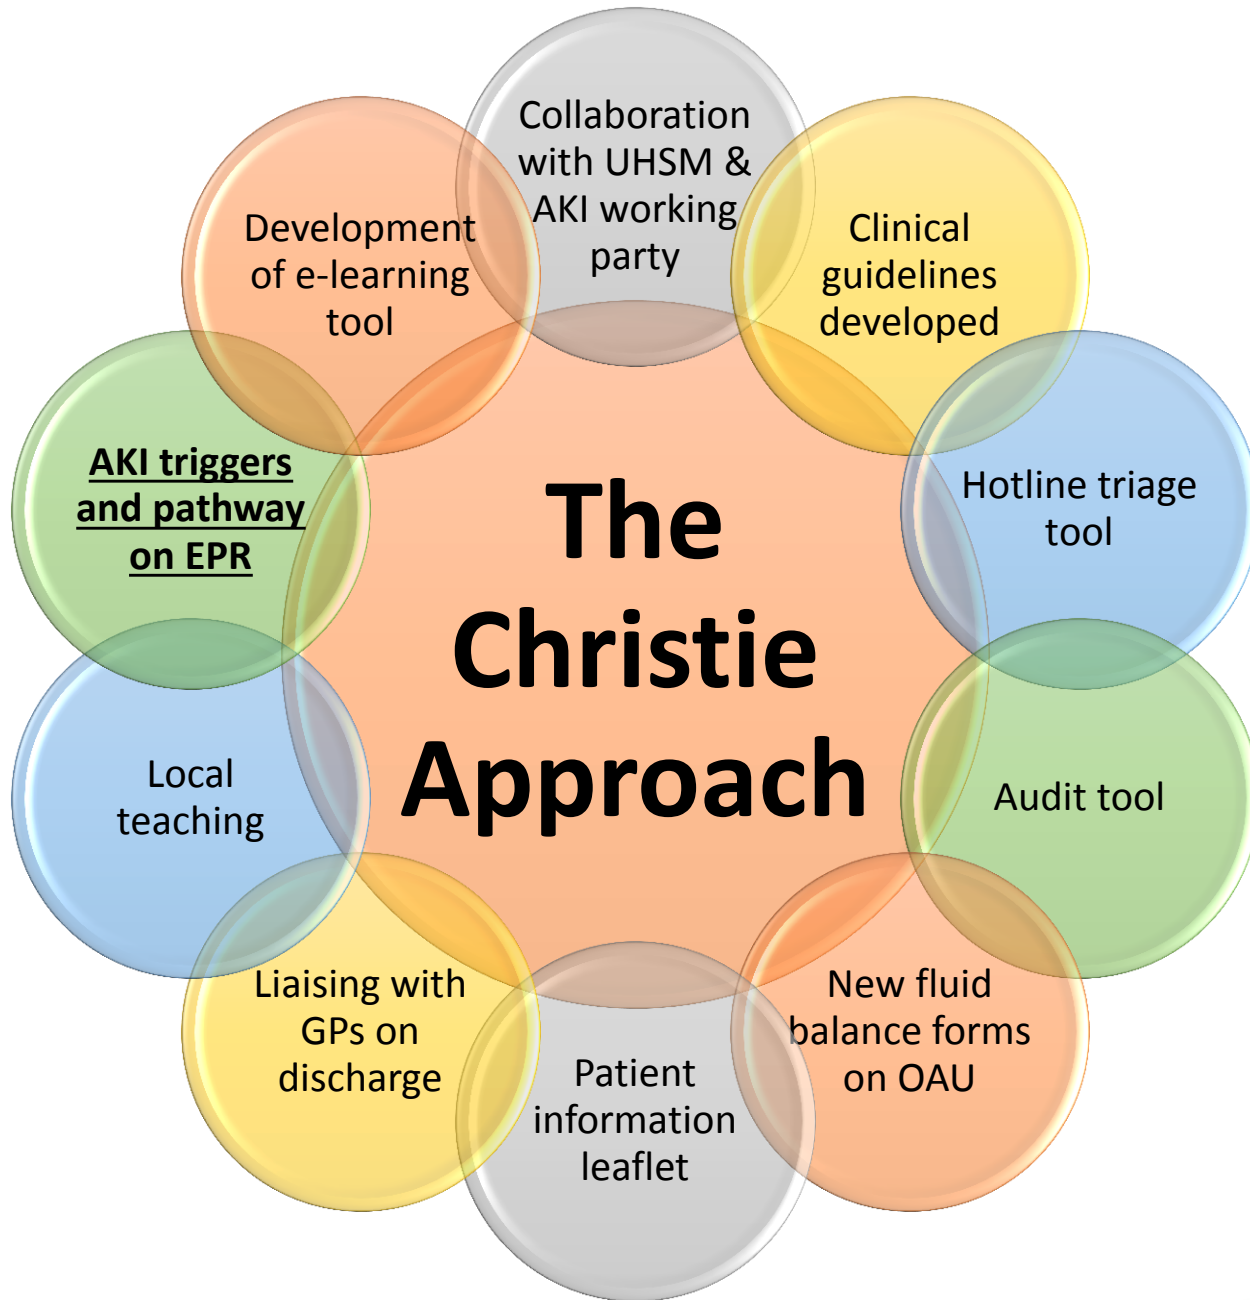 Collaboration
with UHSM &
AKI working
party
Clinical
guidelines
developed
Hotline triage
tool
Audit tool
New fluid
balance forms
on OAU
Patient
information
leaflet
Liaising with
GPs on
discharge
Local
teaching
AKI triggers
and pathway
on EPR
Development
of e-learning
tool
The
Christie
Approach